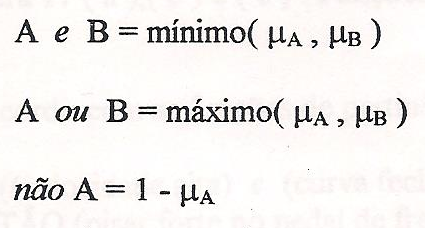 A e B = mínimo( μA , μB )
A ou B = máximo( μA , μB )
não A = 1 - μA